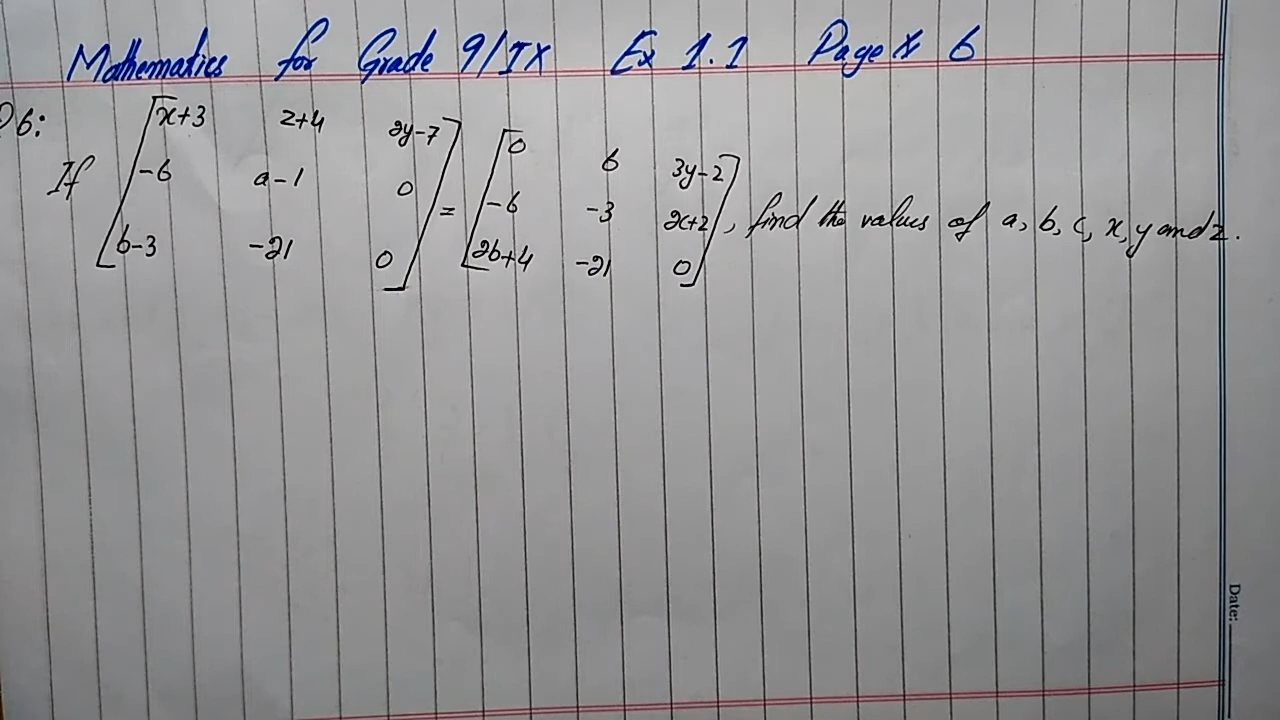 Mathematics for Grade 9/IX Ex 1.1 Page # 6
Q6:
If [x+3 z+4 2y-7
-6 a-1 0
b-3 -21 0] = [0 6 3y-2
-6 -3 2c+2
2b+4 -21 0], find the values of a, b, c, x, y and z.
Date: